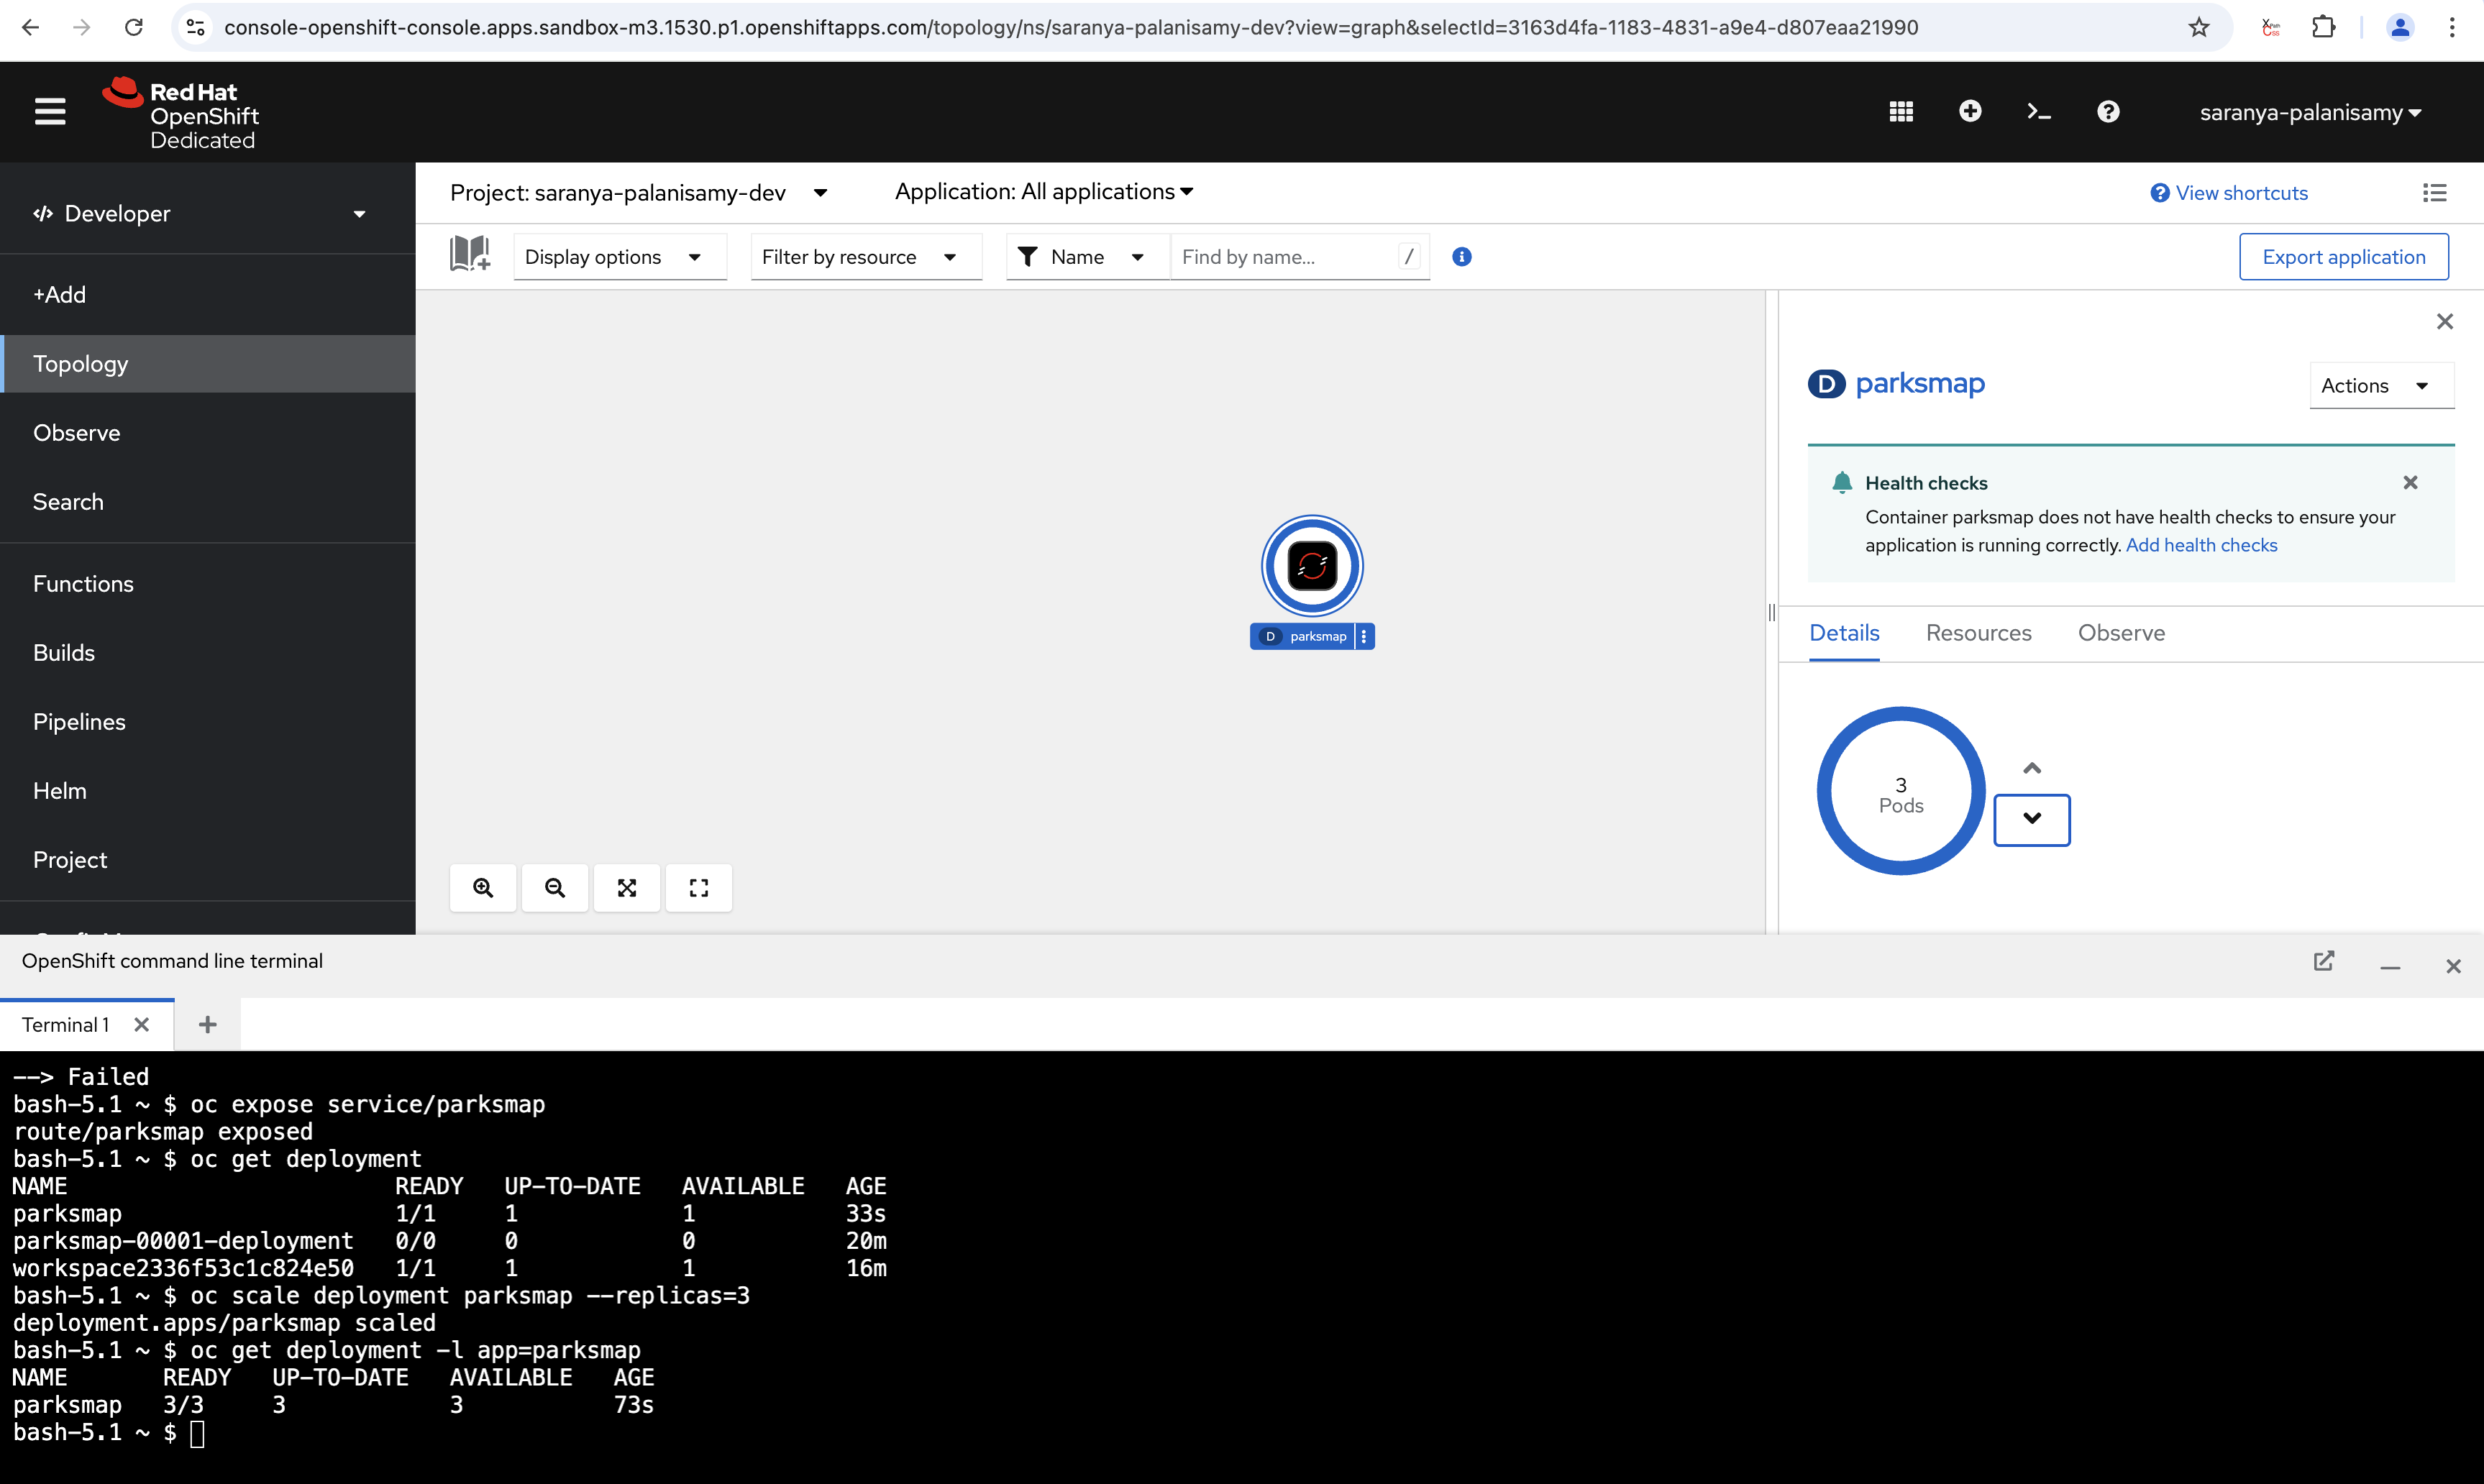 console-openshift-console.apps.sandbox-m3.1530.p1.openshiftapps.com/topology/ns/saranya-palanisamy-dev?view=graph&selectId=3163d4fa-1183-4831-a9e4-d807eaa21990
Red Hat
OpenShift
Dedicated
saranya-palanisamy
Developer
+Add
Topology
Observe
Search
Functions
Builds
Pipelines
Helm
Project
Project: saranya-palanisamy-dev
Application: All applications
View shortcuts
Display options
Filter by resource
Name
Find by name...
/
Export application
D parksmap
D parksmap
Actions
Health checks
Container parksmap does not have health checks to ensure your
application is running correctly. Add health checks
Details Resources Observe
3
Pods
OpenShift command line terminal
Terminal 1
--> Failed
bash-5.1 ~ $ oc expose service/parksmap
route/parksmap exposed
bash-5.1 ~ $ oc get deployment
NAME READY UP-TO-DATE AVAILABLE AGE
parksmap 1/1 1 1 33s
parksmap-00001-deployment 0/0 0 0 20m
workspace2336f53c1c824e50 1/1 1 1 16m
bash-5.1 ~ $ oc scale deployment parksmap --replicas=3
deployment.apps/parksmap scaled
bash-5.1 ~ $ oc get deployment -l app=parksmap
NAME READY UP-TO-DATE AVAILABLE AGE
parksmap 3/3 3 3 73s
bash-5.1 ~ $